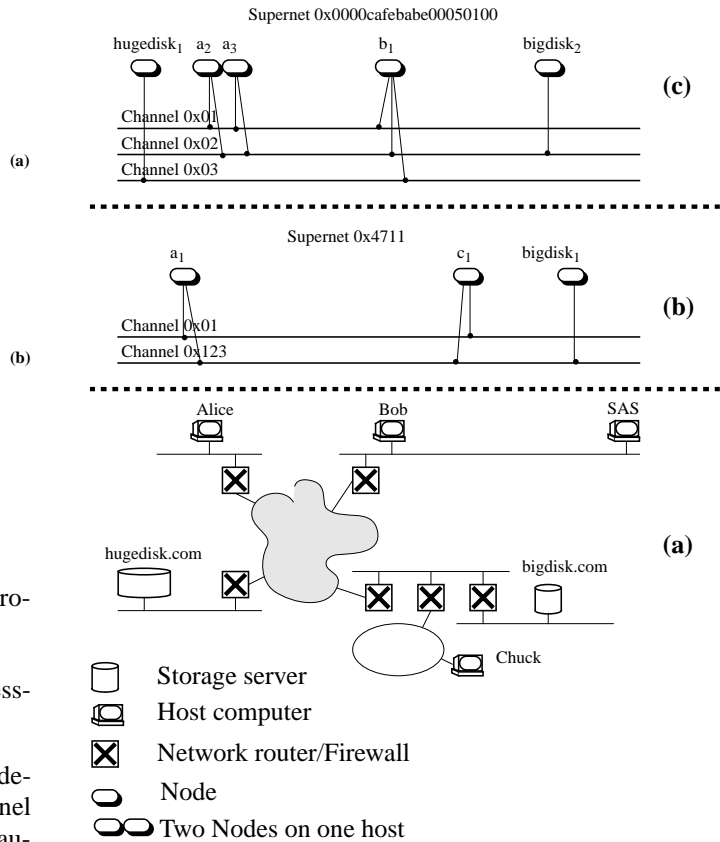 Supernet 0x0000cafebabe00050100
hugedisk1 a2 a3 b1 bigdisk2
(c)
Channel 0x01
Channel 0x02
(a)
Channel 0x03
Supernet 0x4711
a1 c1 bigdisk1
(b)
Channel 0x01
(b)
Channel 0x123
Alice Bob SAS
(a)
hugedisk.com bigdisk.com
ro-
Chuck
Storage server
ess-
Host computer
Network router/Firewall
de-
Node
nel
Two Nodes on one host
au-